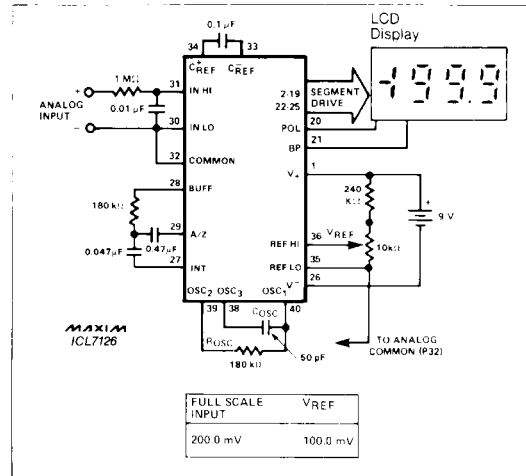 LCD
Display
0.1 μF
34
33
C+REF
C−REF
1 MΩ
+
ANALOG
INPUT
−
0.01 μF
31
IN HI
30
IN LO
32
COMMON
28
BUFF
180 kΩ
29
A/Z
0.47μF
0.047μF
27
INT
2-19
22-25
SEGMENT
DRIVE
20
POL
21
BP
1
V+
240
KΩ
+
9 V
36
REF HI
VREF
10kΩ
35
REF LO
26
V−
OSC2
OSC3
OSC1
39
38
40
COSC
ROSC
50 pF
180 kΩ
MAXIM
ICL7126
TO ANALOG
COMMON (P32)
FULL SCALE
INPUT
VREF
200.0 mV
100.0 mV